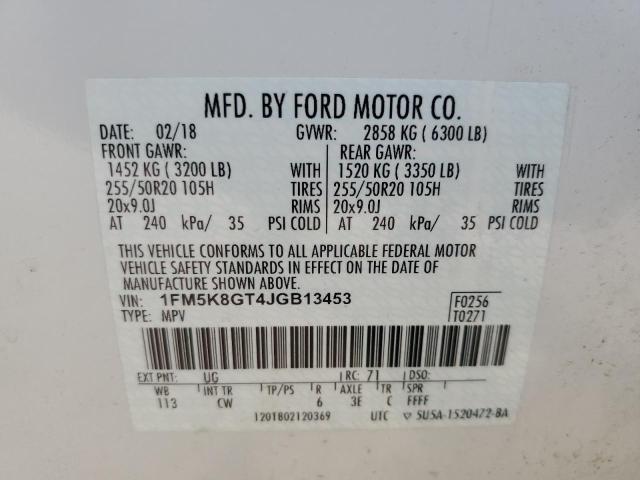 MFD. BY FORD MOTOR CO.
DATE: 02/18 GVWR: 2858 KG ( 6300 LB)
FRONT GAWR: REAR GAWR:
1452 KG ( 3200 LB) WITH 1520 KG ( 3350 LB) WITH
255/50R20 105H TIRES 255/50R20 105H TIRES
20x9.0J RIMS 20x9.0J RIMS
AT 240 kPa/ 35 PSI COLD AT 240 kPa/ 35 PSI COLD
THIS VEHICLE CONFORMS TO ALL APPLICABLE FEDERAL MOTOR
VEHICLE SAFETY STANDARDS IN EFFECT ON THE DATE OF
MANUFACTURE SHOWN ABOVE.
VIN: 1FM5K8GT4JGB13453 F0256
TYPE: MPV T0271
EXT PNT: UG RC: 71 DSO:
WB INT TR TP/PS R AXLE TR SPR
113 CW 6 3E C FFFF
1201802120369 UTC ▽ 5U5A-1520472-BA